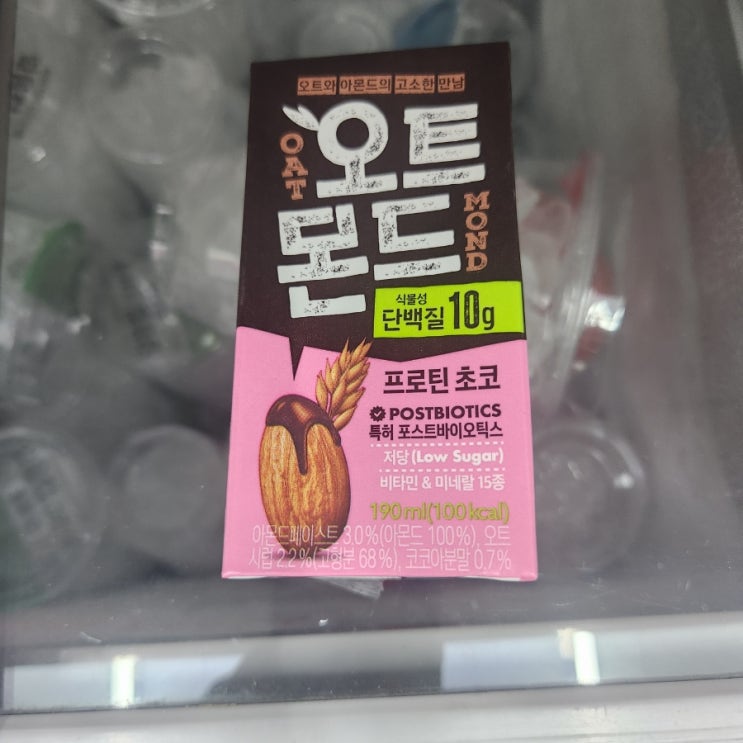 오트와 아몬드의 고소한 만남
OAT
오트
몬드
MOND
식물성
단백질 10g
프로틴 초코
POSTBIOTICS
특허 포스트바이오틱스
저당 (Low Sugar)
비타민 & 미네랄 15종
190ml(100kcal)
아몬드페이스트 3.0%(아몬드 100%), 오트
시럽 2.2%(고형분 68%), 코코아분말 0.7%